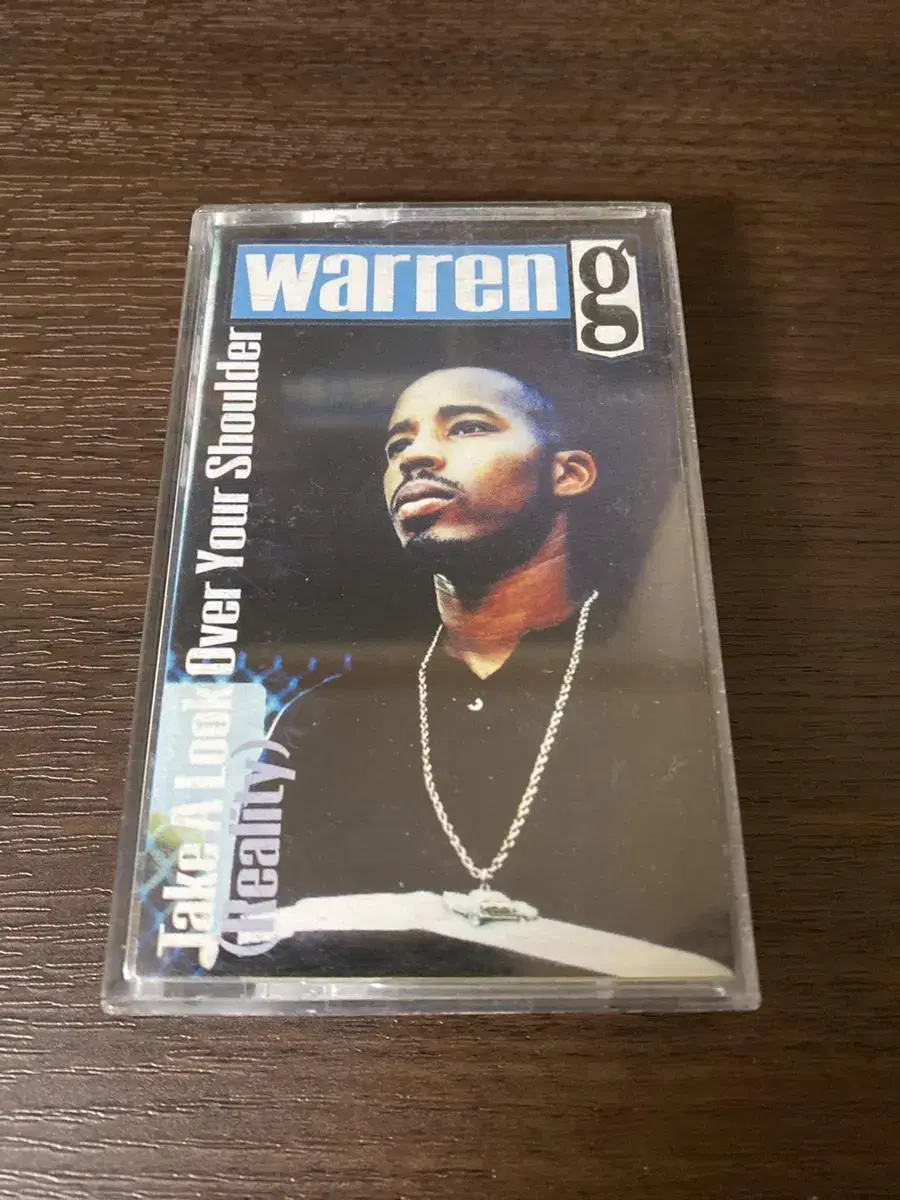 warren g
Take A Look Over Your Shoulder
(Reality)